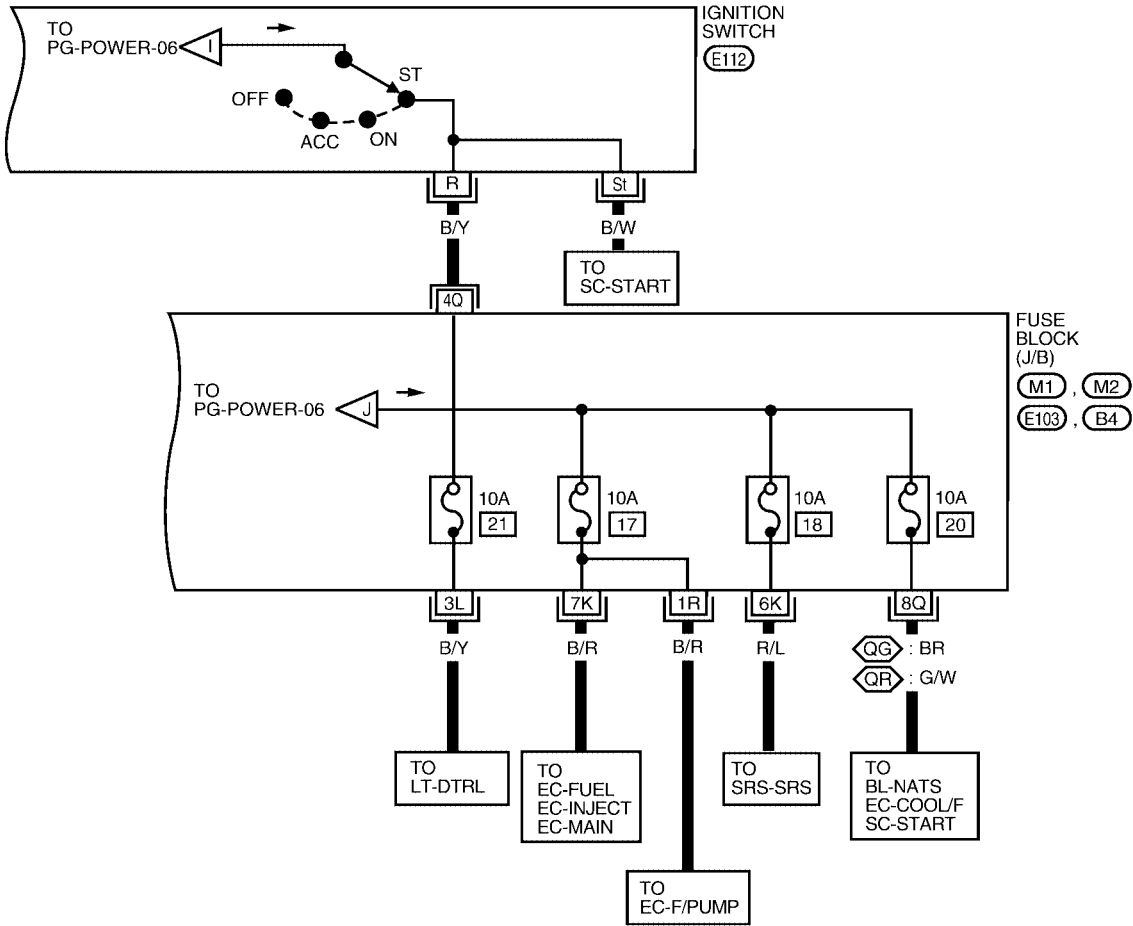 TO
PG-POWER-06
I
IGNITION
SWITCH
E112
ST
OFF
ACC
ON
R
St
B/Y
B/W
TO
SC-START
4Q
FUSE
BLOCK
(J/B)
M1 , M2
E103 , B4
TO
PG-POWER-06
J
10A
21
10A
17
10A
18
10A
20
3L
7K
1R
6K
8Q
B/Y
B/R
B/R
R/L
QG : BR
QR : G/W
TO
LT-DTRL
TO
EC-FUEL
EC-INJECT
EC-MAIN
TO
SRS-SRS
TO
BL-NATS
EC-COOL/F
SC-START
TO
EC-F/PUMP